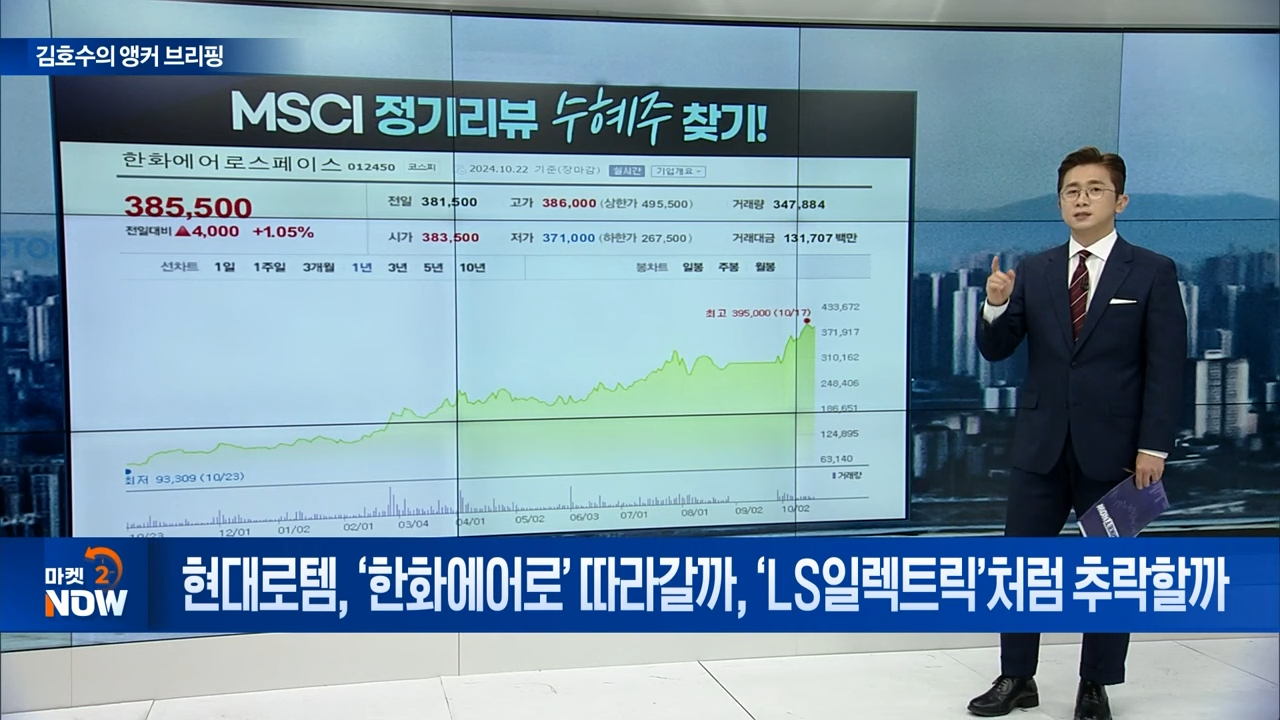 김호수의 앵커 브리핑
MSCI 정기리뷰 수혜주 찾기!
한화에어로스페이스 012450 코스피 2024.10.22 기준(장마감) 실시간 기업개요
385,500
전일대비 ▲4,000 +1.05%
전일 381,500 고가 386,000 (상한가 495,500) 거래량 347,884
시가 383,500 저가 371,000 (하한가 267,500) 거래대금 131,707 백만
선차트 1일 1주일 3개월 1년 3년 5년 10년 봉차트 일봉 주봉 월봉
최고 395,000 (10/17)
433,672
371,917
310,162
248,406
186,651
124,895
63,140
최저 93,309 (10/23)
거래량
10/23 12/01 01/02 02/01 03/04 04/01 05/02 06/03 07/01 08/01 09/02 10/02
마켓 2 NOW
현대로템, ‘한화에어로’ 따라갈까, ‘LS일렉트릭’처럼 추락할까